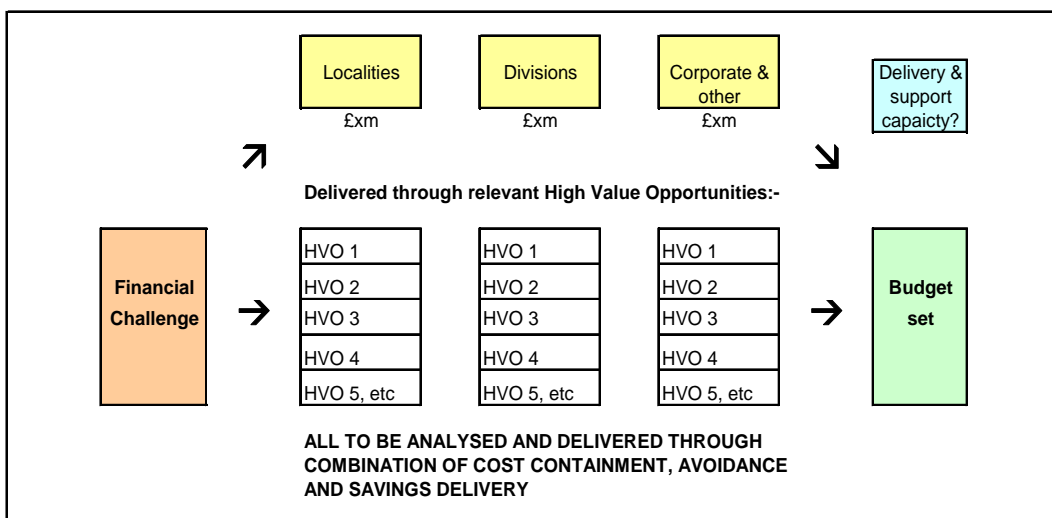 Localities
Divisions
Corporate &
other
Delivery &
support
capaicty?
£xm
£xm
£xm
Delivered through relevant High Value Opportunities:-
Financial
Challenge
HVO 1
HVO 2
HVO 3
HVO 4
HVO 5, etc
HVO 1
HVO 2
HVO 3
HVO 4
HVO 5, etc
HVO 1
HVO 2
HVO 3
HVO 4
HVO 5, etc
Budget
set
ALL TO BE ANALYSED AND DELIVERED THROUGH
COMBINATION OF COST CONTAINMENT, AVOIDANCE
AND SAVINGS DELIVERY